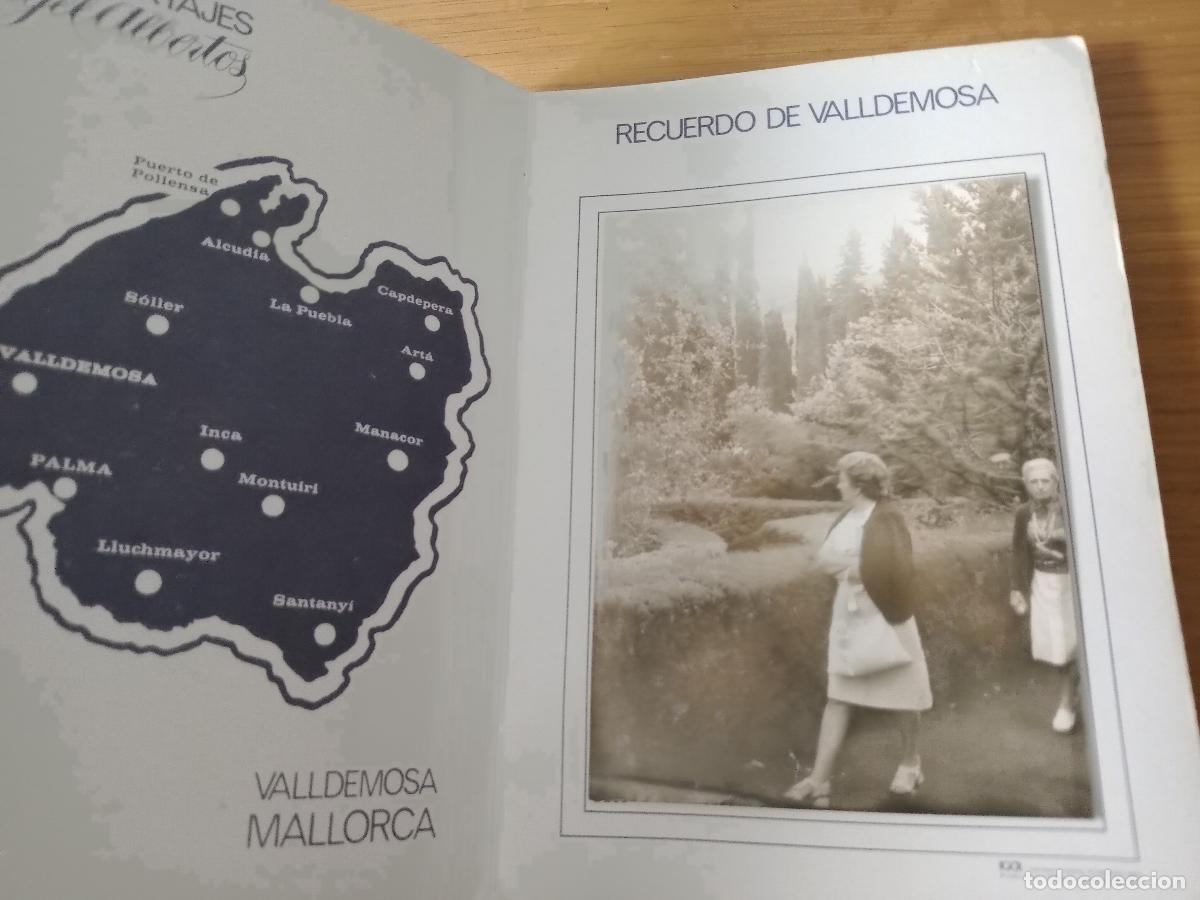 Puerto de
Pollensa
Alcudia
La Puebla
Capdepera
Sóller
Artá
VALLDEMOSA
Inca
Manacor
PALMA
Montuiri
Lluchmayor
Santanyí
VALLDEMOSA
MALLORCA
RECUERDO DE VALLDEMOSA
todocoleccion